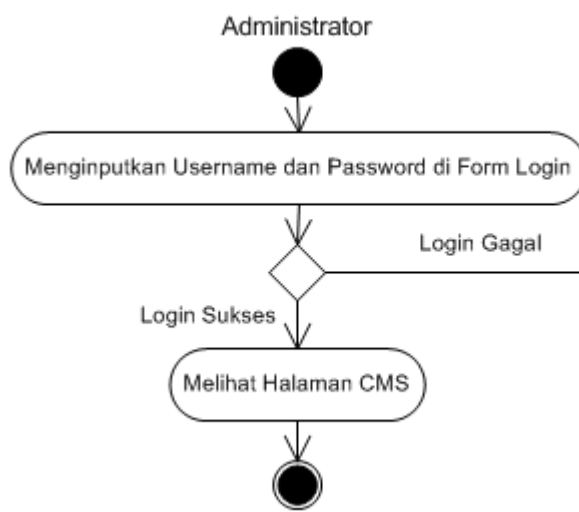 Administrator
Menginputkan Username dan Password di Form Login
Login Gagal
Login Sukses
Melihat Halaman CMS